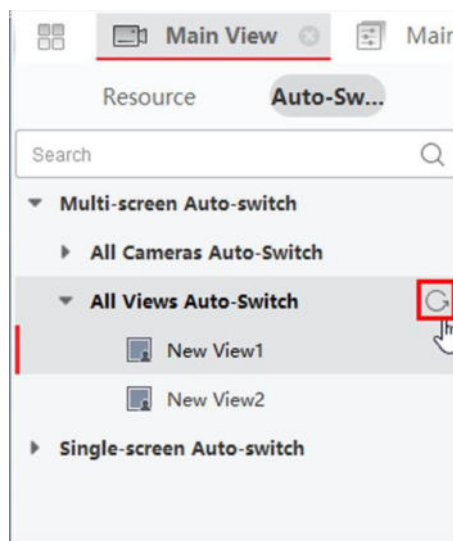 Main View Main
Resource Auto-Sw...
Search
Multi-screen Auto-switch
All Cameras Auto-Switch
All Views Auto-Switch
New View1
New View2
Single-screen Auto-switch